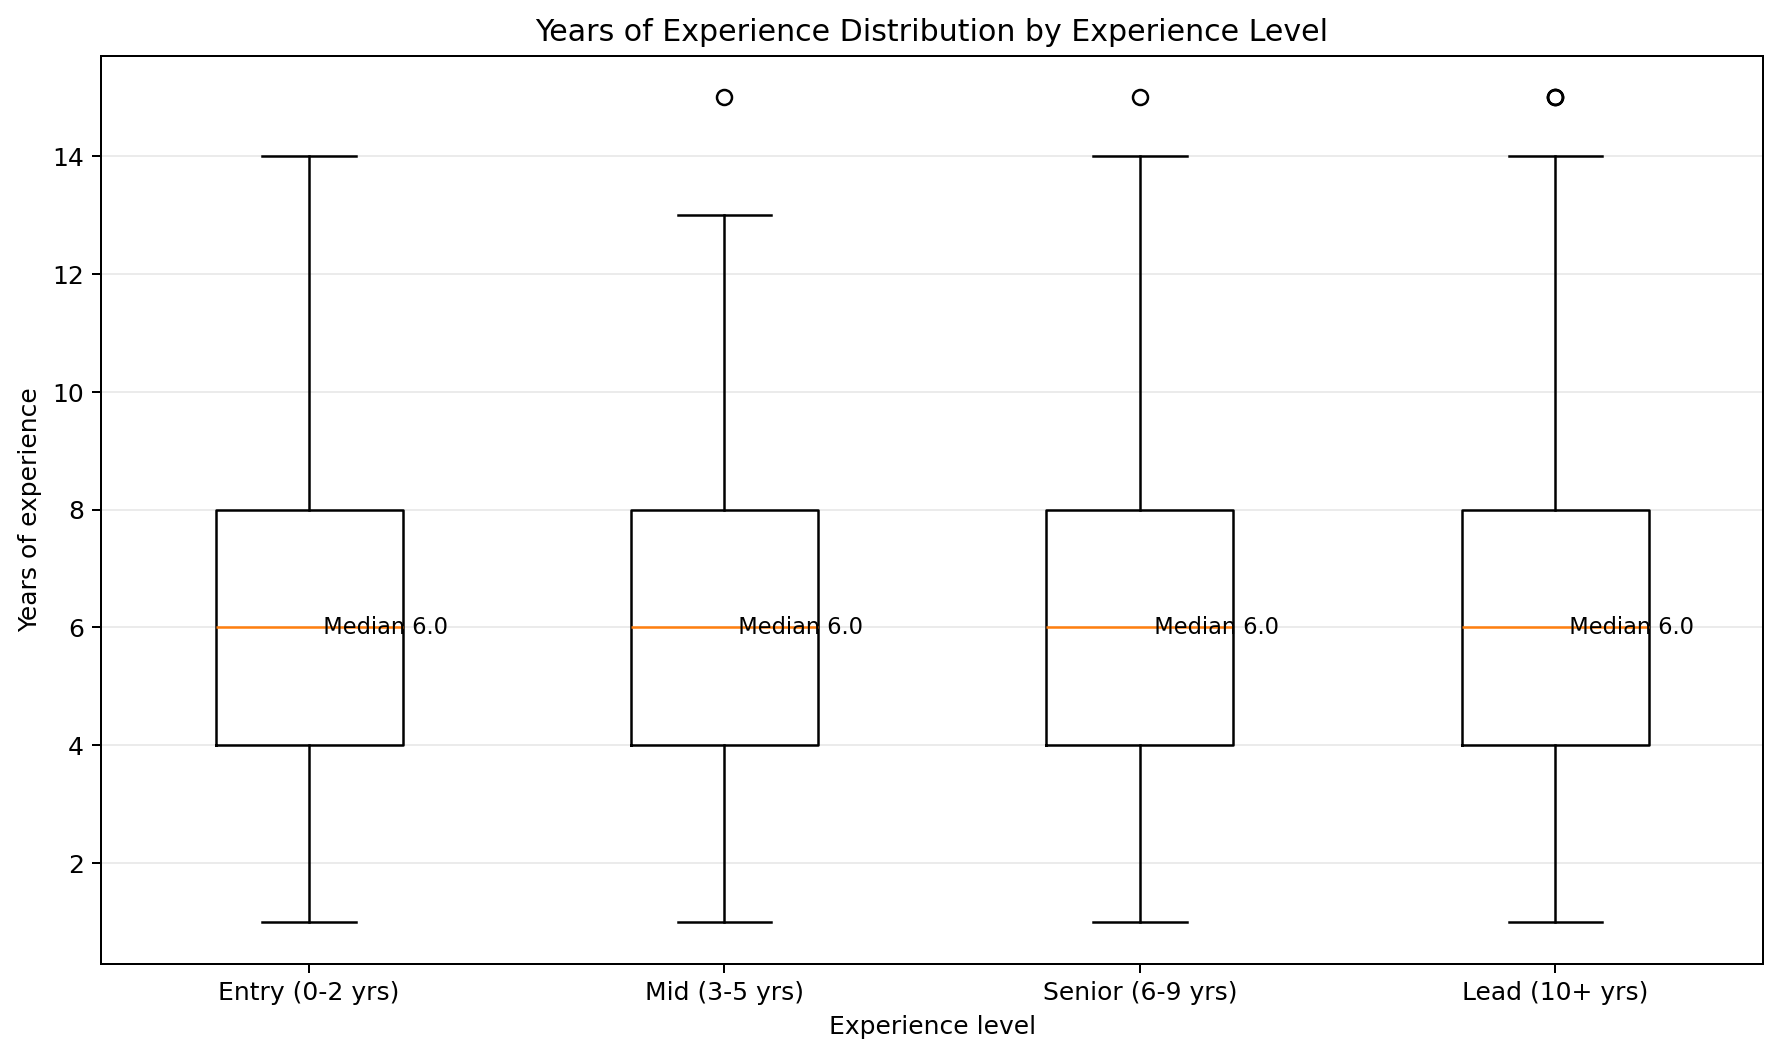 Years of Experience Distribution by Experience Level
Years of experience
14
12
10
8
6
4
2
Median 6.0
Median 6.0
Median 6.0
Median 6.0
Entry (0-2 yrs)
Mid (3-5 yrs)
Senior (6-9 yrs)
Lead (10+ yrs)
Experience level